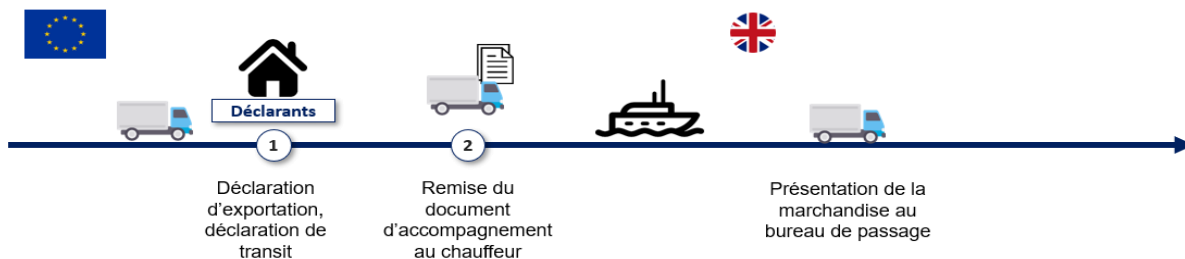 Déclarants
1
2
Déclaration
d'exportation,
déclaration de
transit
Remise du
document
d'accompagnement
au chauffeur
Présentation de la
marchandise au
bureau de passage